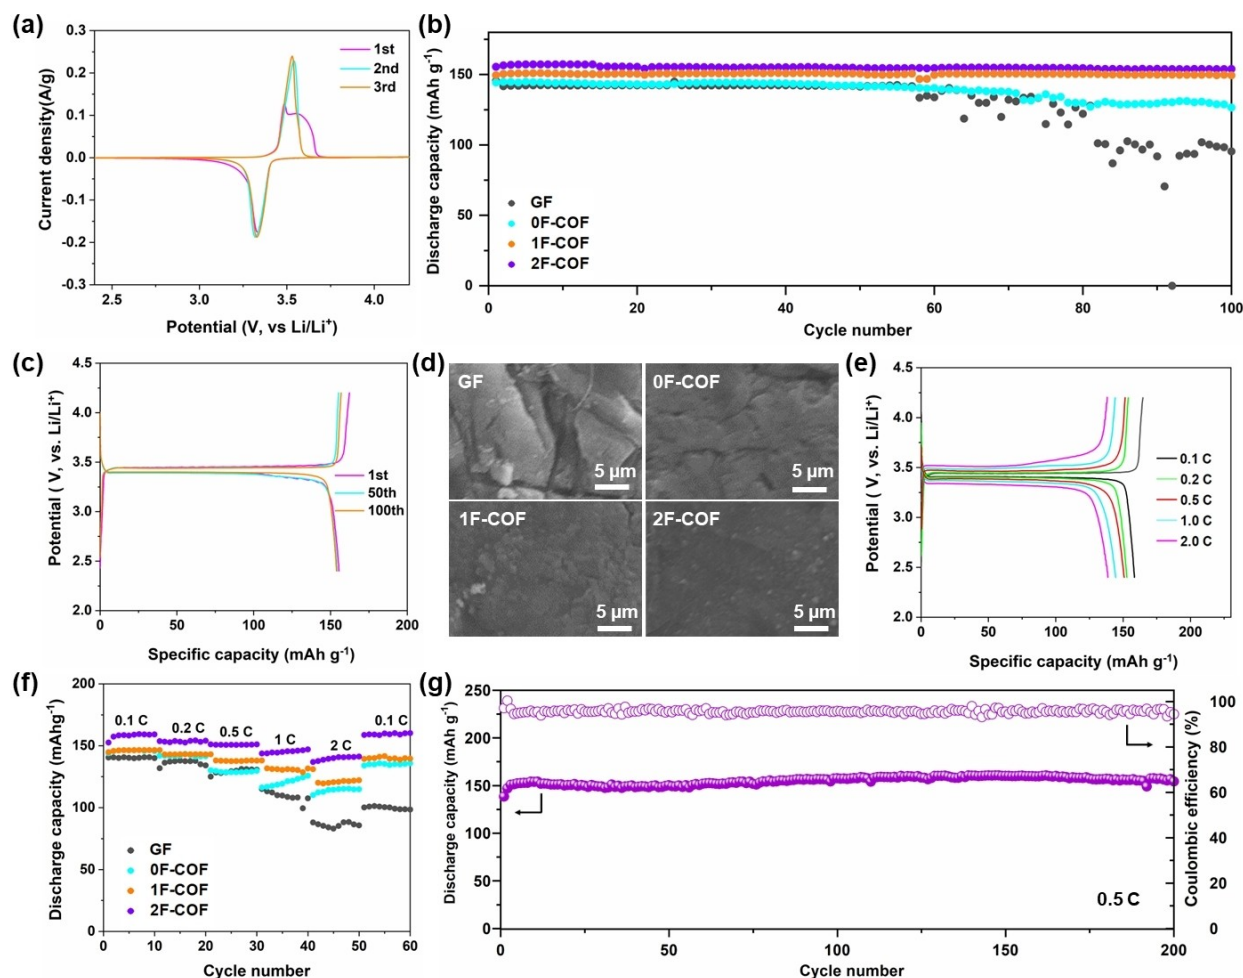 (a)
1st
2nd
3rd
0.3
0.2
0.1
0.0
-0.1
-0.2
-0.3
Current density(A/g)
2.5 3.0 3.5 4.0
Potential (V, vs Li/Li⁺)
(b)
150
100
50
0
Discharge capacity (mAh g⁻¹)
GF
0F-COF
1F-COF
2F-COF
0 20 40 60 80 100
Cycle number
(c)
4.5
4.0
3.5
3.0
2.5
2.0
Potential ( V, vs. Li/Li⁺)
1st
50th
100th
0 50 100 150 200
Specific capacity (mAh g⁻¹)
(d)
GF
5 µm
0F-COF
5 µm
1F-COF
5 µm
2F-COF
5 µm
(e)
4.5
4.0
3.5
3.0
2.5
2.0
Potential ( V, vs. Li/Li⁺)
0.1 C
0.2 C
0.5 C
1.0 C
2.0 C
0 50 100 150 200
Specific capacity (mAh g⁻¹)
(f)
200
150
100
50
0
Discharge capacity (mAhg⁻¹)
0.1 C
0.2 C
0.5 C
1 C
2 C
0.1 C
GF
0F-COF
1F-COF
2F-COF
0 10 20 30 40 50 60
Cycle number
(g)
250
200
150
100
50
0
Discharge capacity (mAh g⁻¹)
100
80
60
40
20
0
Coulombic efficiency (%)
0.5 C
0 50 100 150 200
Cycle number